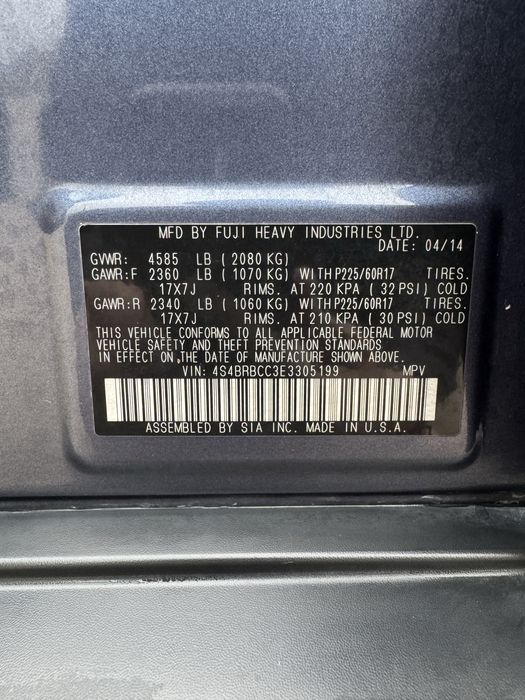 MFD BY FUJI HEAVY INDUSTRIES LTD.
DATE: 04/14
GVWR: 4585 LB ( 2080 KG)
GAWR:F 2360 LB ( 1070 KG) WITH P225/60R17 TIRES.
17X7J RIMS. AT 220 KPA ( 32 PSI) COLD
GAWR:R 2340 LB ( 1060 KG) WITH P225/60R17 TIRES.
17X7J RIMS. AT 210 KPA ( 30 PSI) COLD
THIS VEHICLE CONFORMS TO ALL APPLICABLE FEDERAL MOTOR
VEHICLE SAFETY AND THEFT PREVENTION STANDARDS
IN EFFECT ON THE DATE OF MANUFACTURE SHOWN ABOVE.
VIN: 4S4BRBCC3E3305199 MPV
ASSEMBLED BY SIA INC. MADE IN U.S.A.